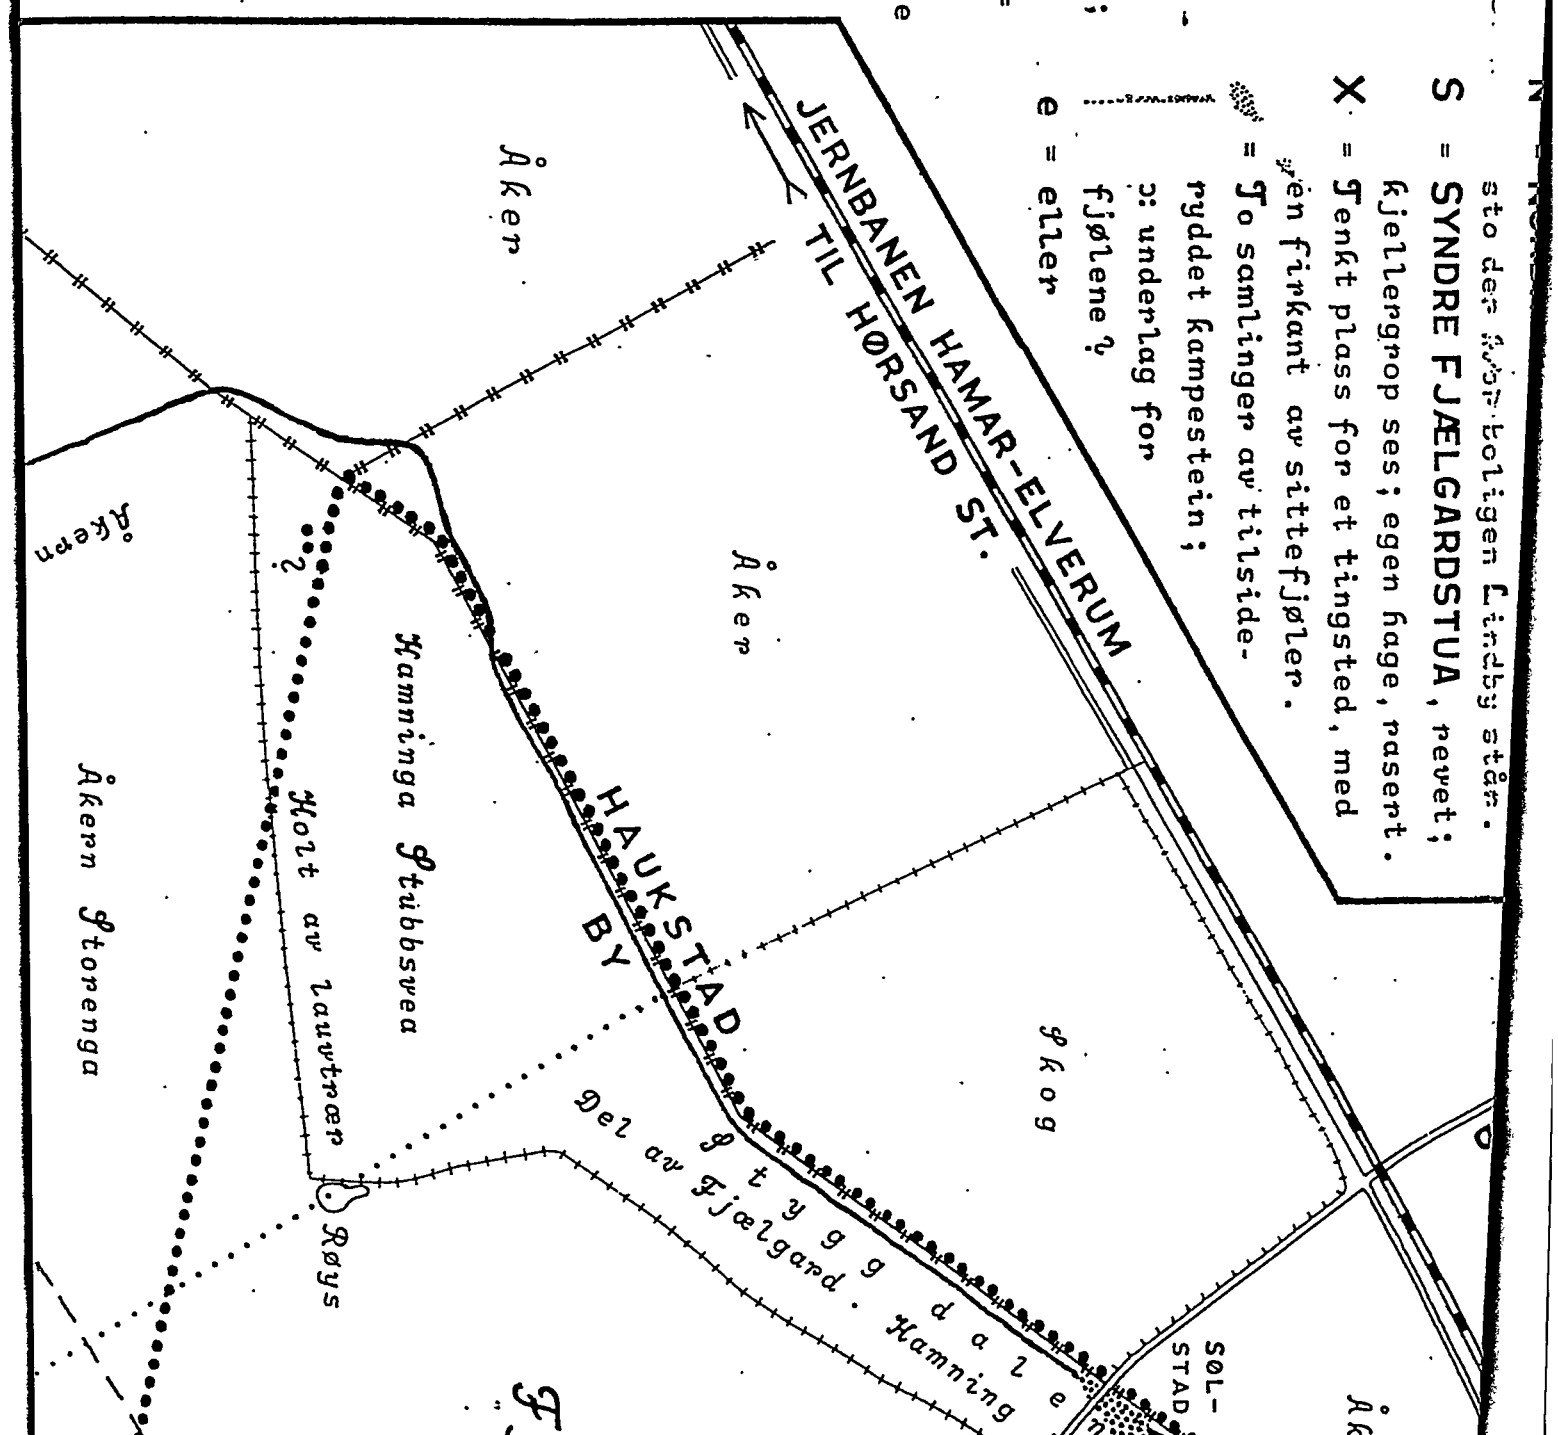 sto der før boligen Lindby står.
S = SYNDRE FJÆLGARDSTUA, revet;
kjellergrop ses; egen hage, rasert.
X = Tenkt plass for et tingsted, med
én firkant av sittefjøler.
= To samlinger av tilside-
ryddet kampestein;
ɔ: underlag for
fjølene?
e = eller
JERNBANEN HAMAR-ELVERUM
TIL HØRSAND ST.
Åker
Åker
Åkern
?
Hamninga Stubbsvea
Holt av lauvtrær
Åkern Storenga
HAUKSTAD
BY
Skog
Styggdalen
Del av Fjælgard. Hamning
Røys
SOL-
STAD